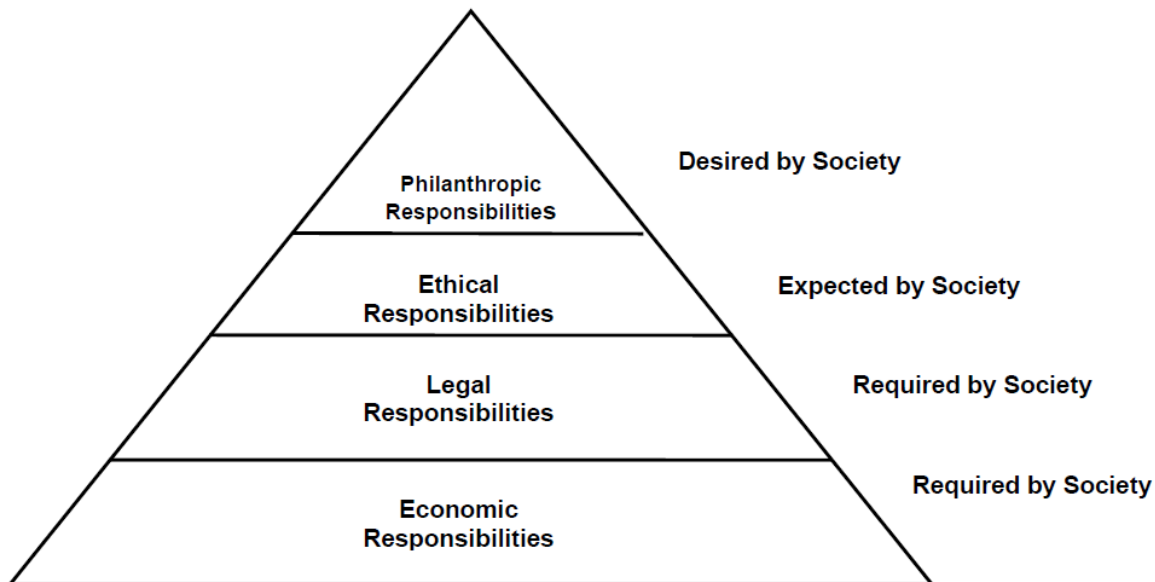 Philanthropic
Responsibilities
Desired by Society
Ethical
Responsibilities
Expected by Society
Legal
Responsibilities
Required by Society
Economic
Responsibilities
Required by Society